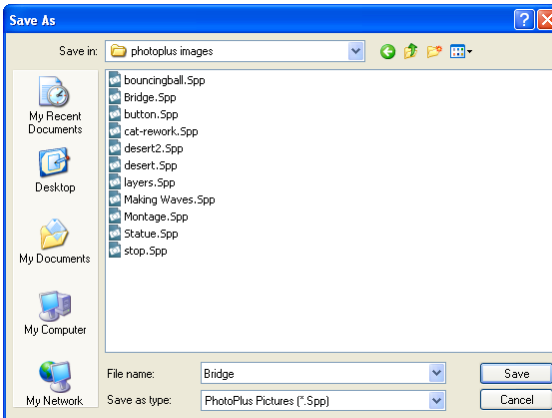 Save As
Save in: photoplus images
My Recent
Documents
Desktop
My Documents
My Computer
My Network
bouncingball.Spp
Bridge.Spp
button.Spp
cat-rework.Spp
desert2.Spp
desert.Spp
layers.Spp
Making Waves.Spp
Montage.Spp
Statue.Spp
stop.Spp
File name: Bridge Save
Save as type: PhotoPlus Pictures (*.Spp) Cancel